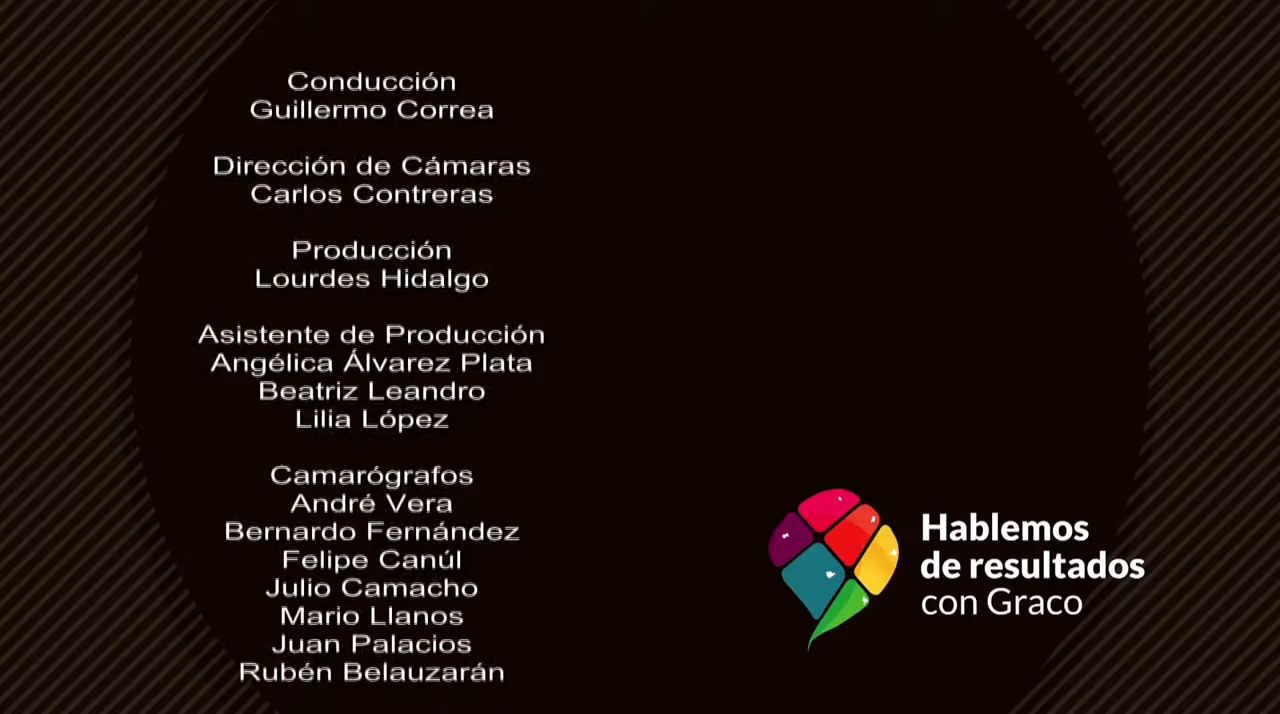 Conducción
Guillermo Correa
Dirección de Cámaras
Carlos Contreras
Producción
Lourdes Hidalgo
Asistente de Producción
Angélica Álvarez Plata
Beatriz Leandro
Lilia López
Camarógrafos
André Vera
Bernardo Fernández
Felipe Canúl
Julio Camacho
Mario Llanos
Juan Palacios
Rubén Belauzarán
Hablemos
de resultados
con Graco